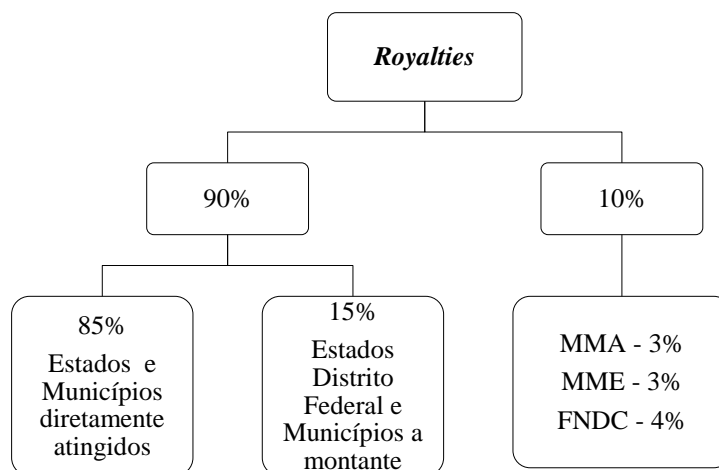 Royalties
90%
10%
85%
Estados e
Municípios
diretamente
atingidos
15%
Estados
Distrito
Federal e
Municípios a
montante
MMA - 3%
MME - 3%
FNDC - 4%